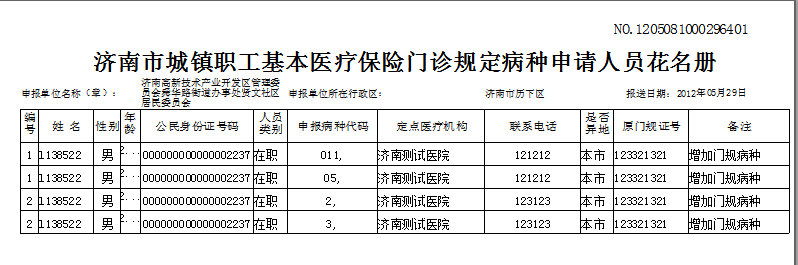 NO.1205081000296401
济南市城镇职工基本医疗保险门诊规定病种申请人员花名册
申报单位名称（章）： 济南高新技术产业开发区管理委员会舜华路街道办事处贤文社区居民委员会 申报单位所在行政区： 济南市历下区 报送日期：2012年05月29日
编号 姓 名 性别 年龄 公民身份证号码 人员类别 申报病种代码 定点医疗机构 联系电话 是否异地 原门规证号 备注
1 1138522 男 2... 000000000000002237 在职 011, 济南测试医院 121212 本市 123321321 增加门规病种
1 1138522 男 2... 000000000000002237 在职 05, 济南测试医院 121212 本市 123321321 增加门规病种
2 1138522 男 2... 000000000000002237 在职 2, 济南测试医院 123123 本市 123321321 增加门规病种
2 1138522 男 2... 000000000000002237 在职 3, 济南测试医院 123123 本市 123321321 增加门规病种